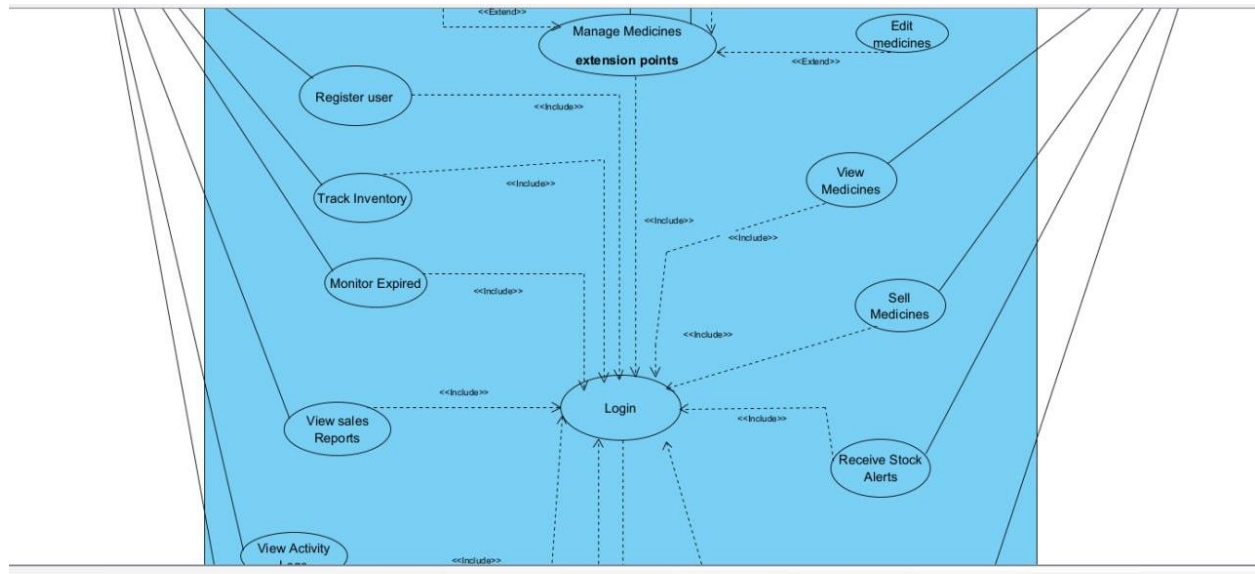 <<Extend>>
Manage Medicines
extension points
Edit
medicines
<<Extend>>
Register user
<<Include>>
Track Inventory
<<Include>>
View
Medicines
<<Include>>
<<Include>>
Monitor Expired
<<Include>>
Sell
Medicines
<<Include>>
<<Include>>
Login
View sales
Reports
<<Include>>
Receive Stock
Alerts
View Activity
<<Include>>